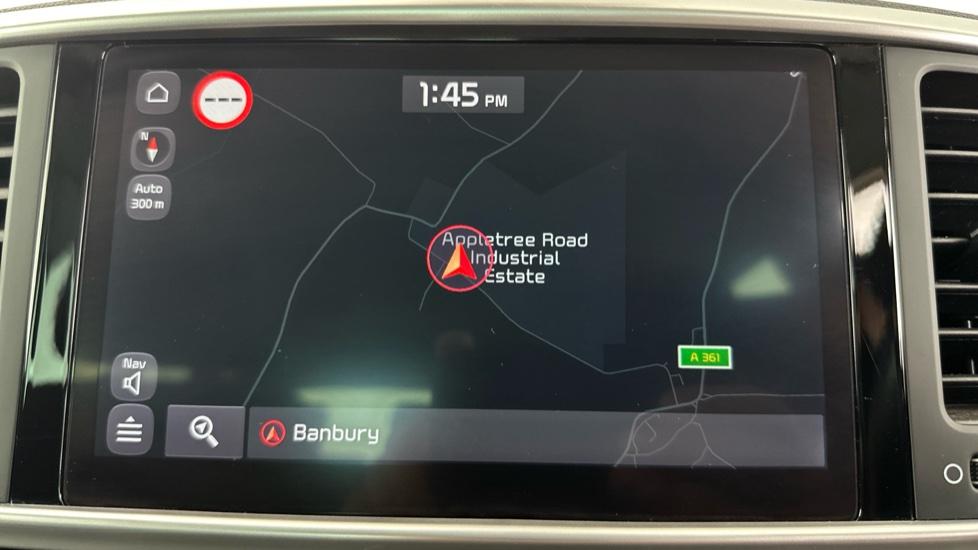 ---
1:45 PM
N
Auto
300 m
Appletree Road
Industrial
Estate
A 361
Nav
Banbury